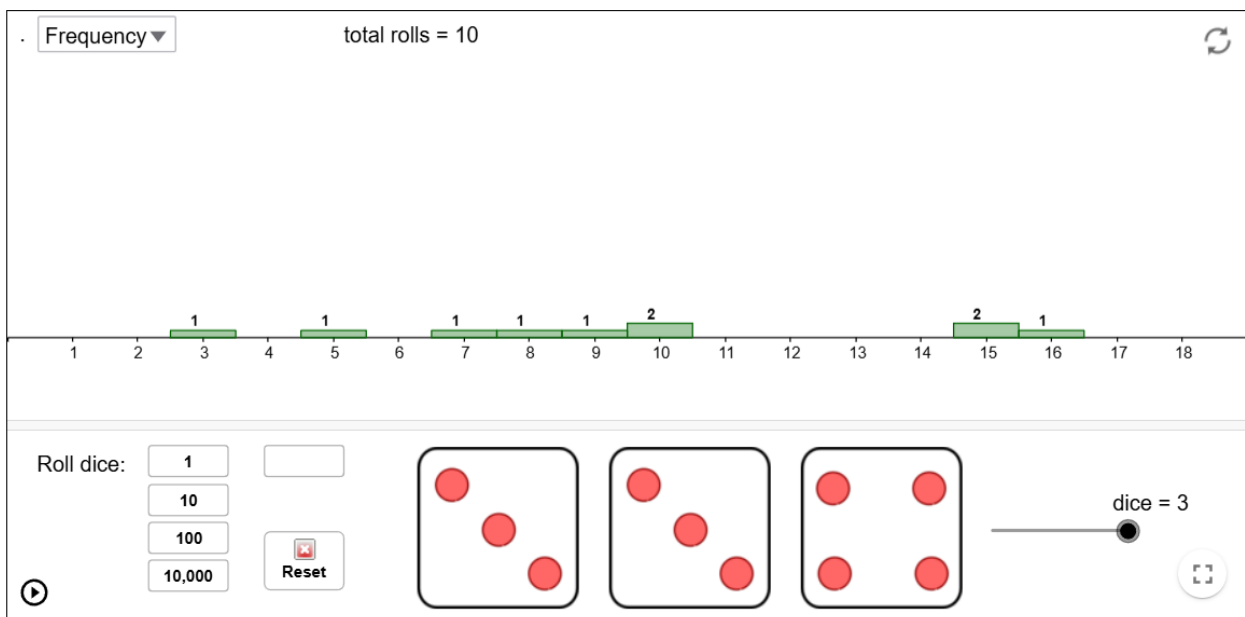 . Frequency total rolls = 10
1 1 1 1 1 2 2 1
1 2 3 4 5 6 7 8 9 10 11 12 13 14 15 16 17 18
Roll dice: 1
10
100
10,000
Reset
dice = 3